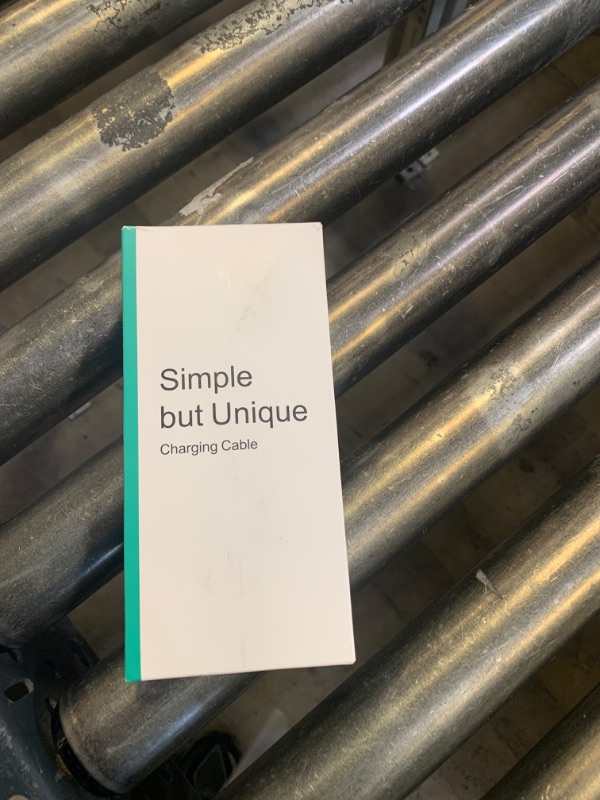 Simple
but Unique
Charging Cable